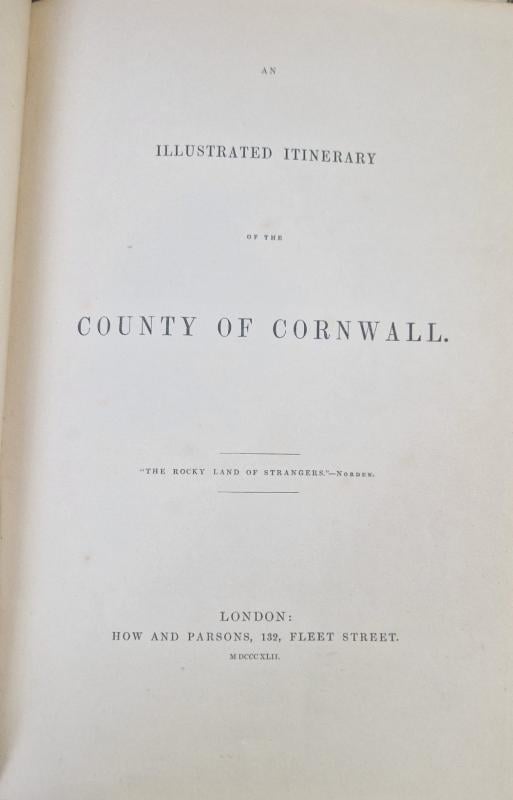 AN
ILLUSTRATED ITINERARY
OF THE
COUNTY OF CORNWALL.
"THE ROCKY LAND OF STRANGERS."—NORDEN.
LONDON:
HOW AND PARSONS, 132, FLEET STREET.
MDCCCXLII.